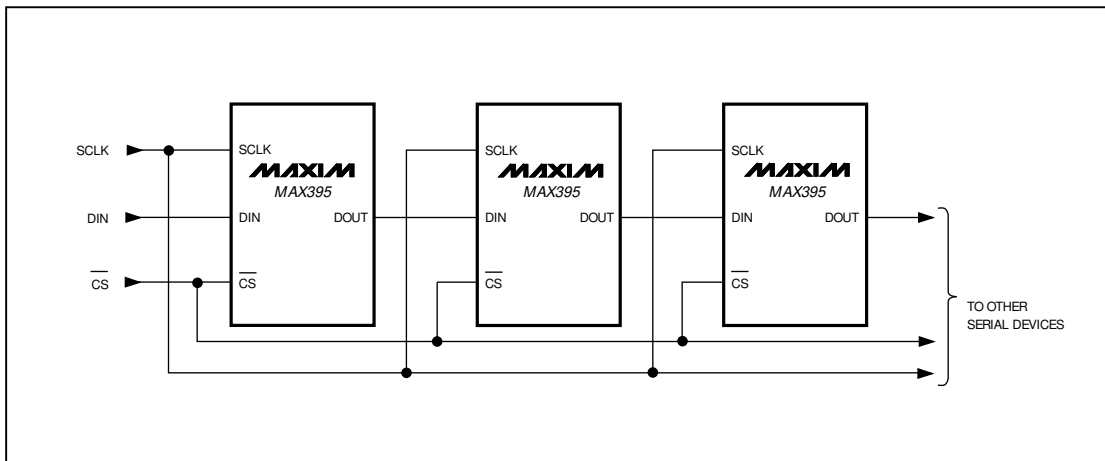 SCLK
DIN
CS
SCLK
MAXIM
MAX395
DIN
DOUT
CS
SCLK
MAXIM
MAX395
DIN
DOUT
CS
SCLK
MAXIM
MAX395
DIN
DOUT
CS
TO OTHER
SERIAL DEVICES